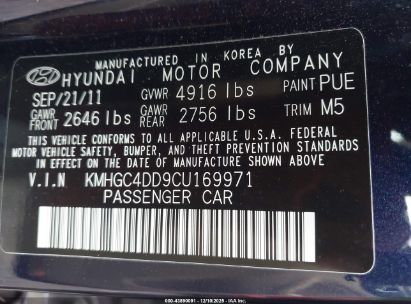 MANUFACTURED IN KOREA BY
HYUNDAI MOTOR COMPANY
SEP/21/11 GVWR 4916 lbs PAINT PUE
GAWR FRONT 2646 lbs GAWR REAR 2756 lbs TRIM M5
THIS VEHICLE CONFORMS TO ALL APPLICABLE U.S.A. FEDERAL
MOTOR VEHICLE SAFETY, BUMPER, AND THEFT PREVENTION STANDARDS
IN EFFECT ON THE DATE OF MANUFACTURE SHOWN ABOVE.
V.I.N KMHGC4DD9CU169971
PASSENGER CAR